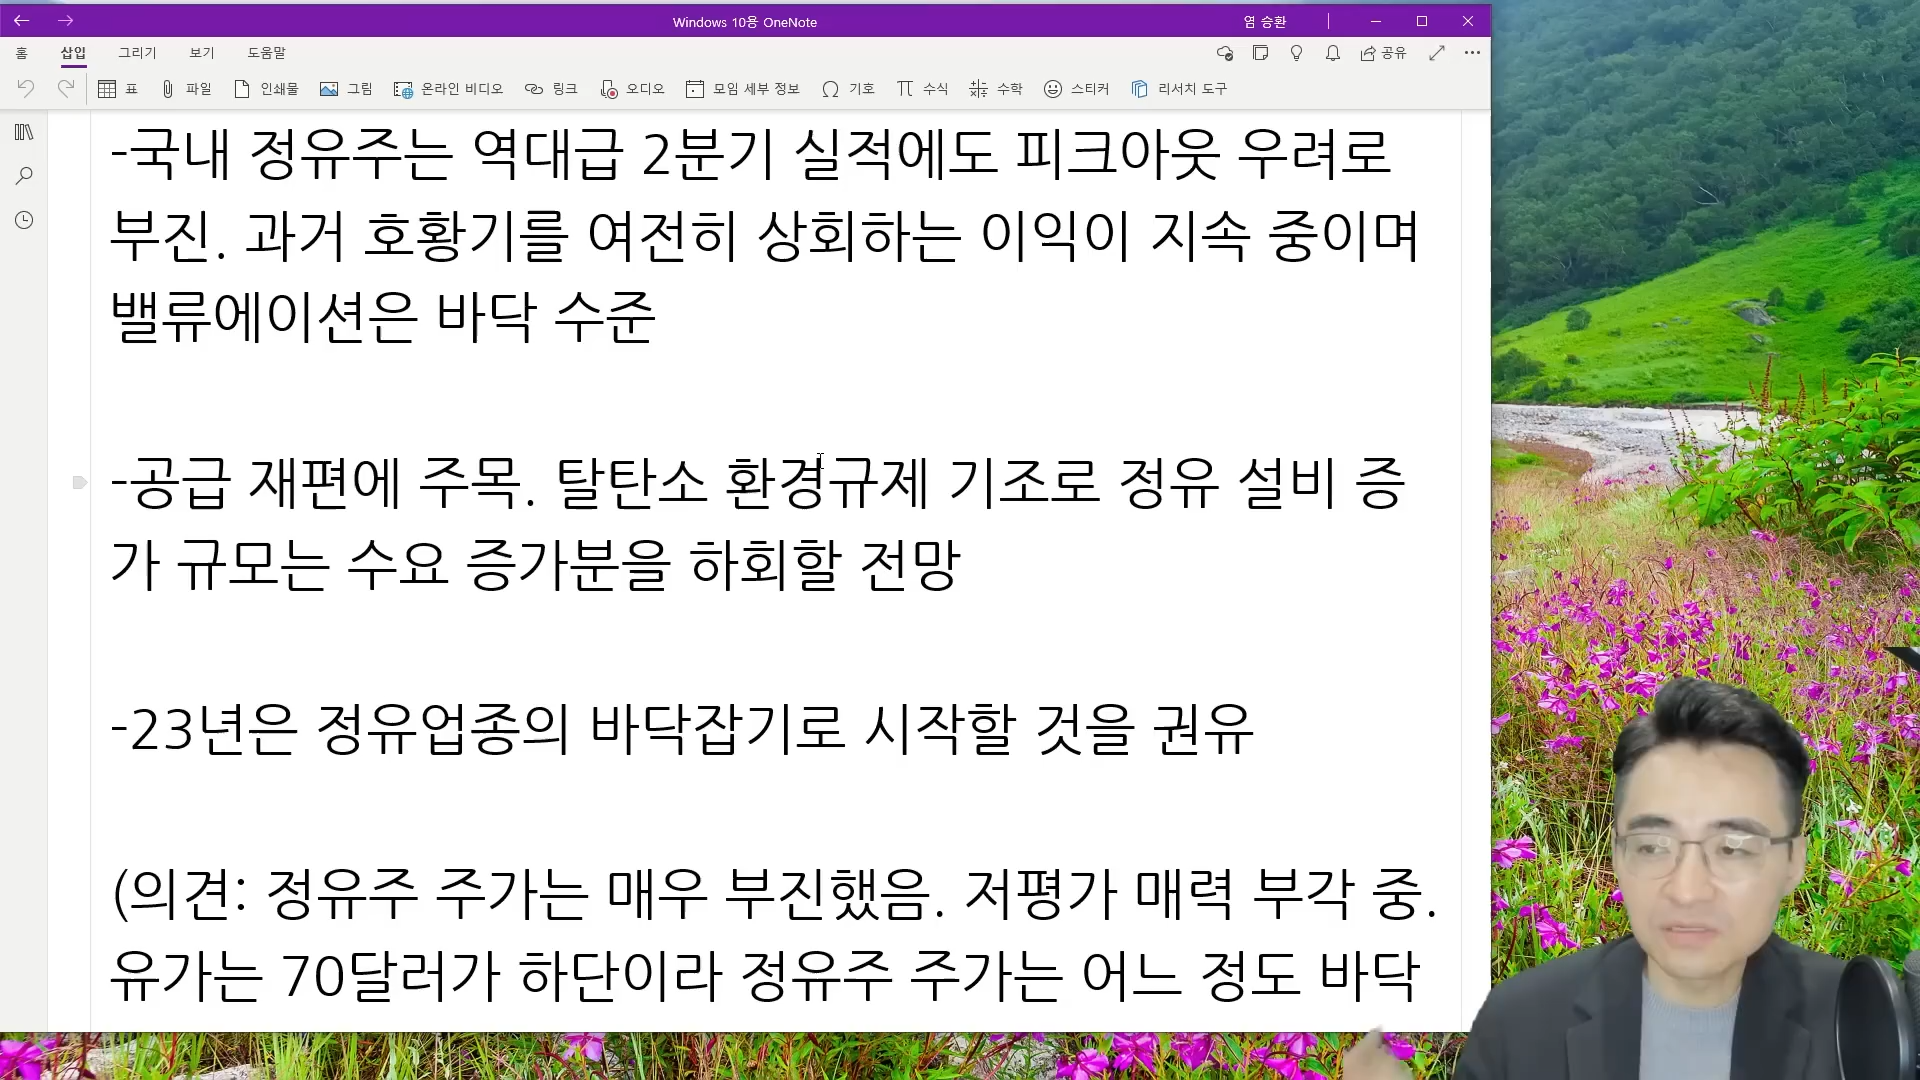 Windows 10용 OneNote
염 승환
홈 삽입 그리기 보기 도움말 공유
표 파일 인쇄물 그림 온라인 비디오 링크 오디오 모임 세부 정보 기호 수식 수학 스티커 리서치 도구
-국내 정유주는 역대급 2분기 실적에도 피크아웃 우려로
부진. 과거 호황기를 여전히 상회하는 이익이 지속 중이며
밸류에이션은 바닥 수준
-공급 재편에 주목. 탈탄소 환경규제 기조로 정유 설비 증
가 규모는 수요 증가분을 하회할 전망
-23년은 정유업종의 바닥잡기로 시작할 것을 권유
(의견: 정유주 주가는 매우 부진했음. 저평가 매력 부각 중.
유가는 70달러가 하단이라 정유주 주가는 어느 정도 바닥